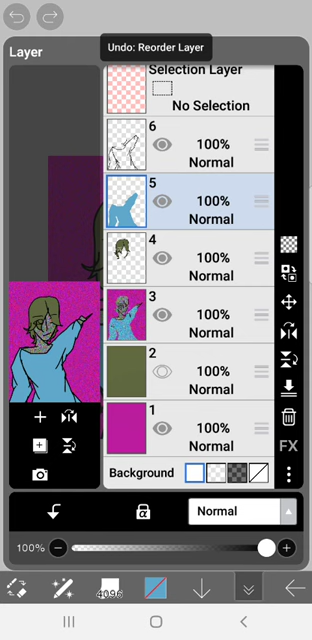 Undo: Reorder Layer
Layer
Selection Layer
No Selection
6
100%
Normal
5
100%
Normal
4
100%
Normal
3
100%
Normal
2
100%
Normal
1
100%
Normal
FX
Background
Normal
100%
4096